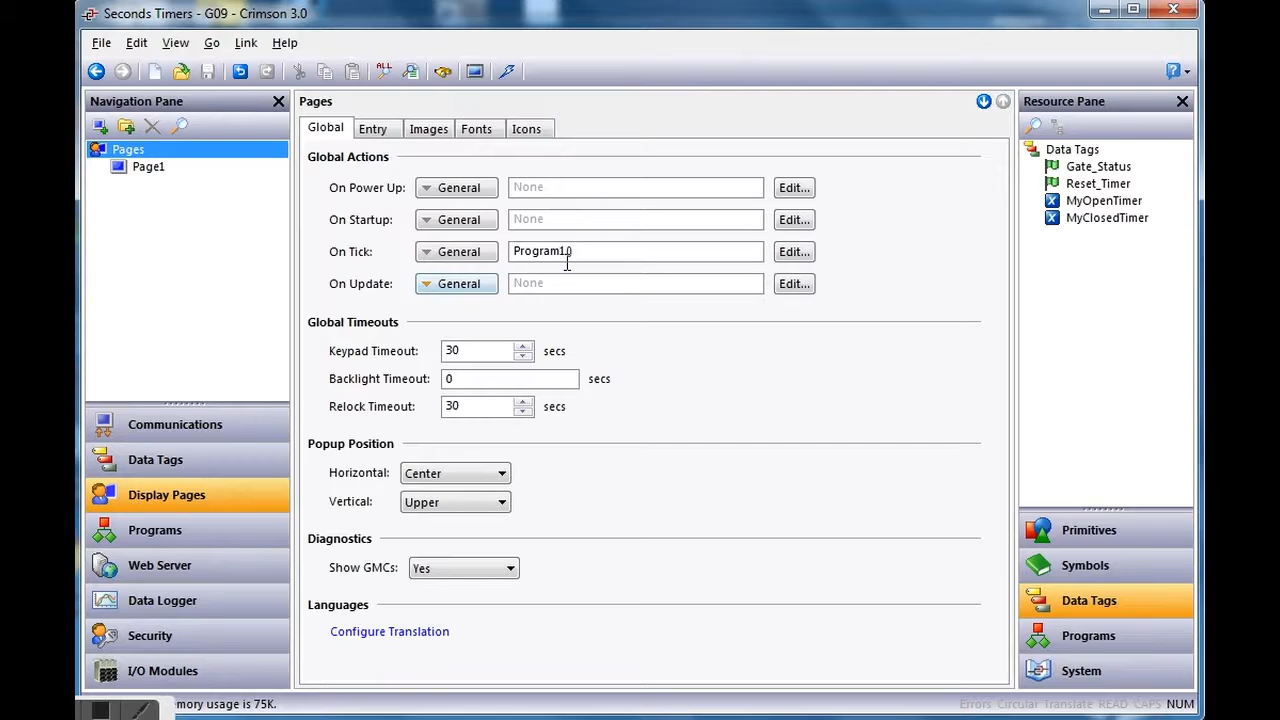 Seconds Timers - G09 - Crimson 3.0
File Edit View Go Link Help
Navigation Pane
Pages
Page1
Communications
Data Tags
Display Pages
Programs
Web Server
Data Logger
Security
I/O Modules
Pages
Global Entry Images Fonts Icons
Global Actions
On Power Up: General None Edit...
On Startup: General None Edit...
On Tick: General Program1() Edit...
On Update: General None Edit...
Global Timeouts
Keypad Timeout: 30 secs
Backlight Timeout: 0 secs
Relock Timeout: 30 secs
Popup Position
Horizontal: Center
Vertical: Upper
Diagnostics
Show GMCs: Yes
Languages
Configure Translation
Resource Pane
Data Tags
Gate_Status
Reset_Timer
MyOpenTimer
MyClosedTimer
Primitives
Symbols
Data Tags
Programs
System
mory usage is 75K.
Errors Circular Translate READ CAPS NUM